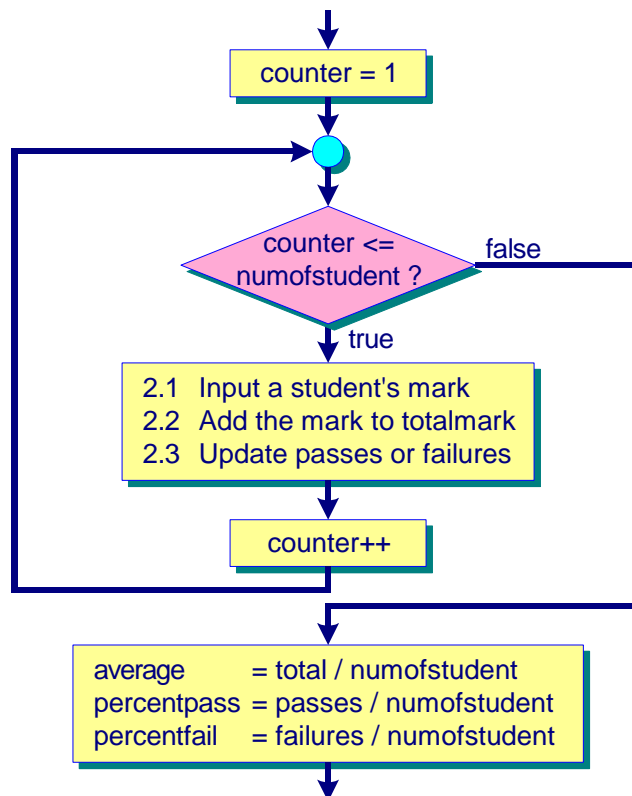 counter = 1
counter <=
numofstudent ?
false
true
2.1 Input a student's mark
2.2 Add the mark to totalmark
2.3 Update passes or failures
counter++
average = total / numofstudent
percentpass = passes / numofstudent
percentfail = failures / numofstudent